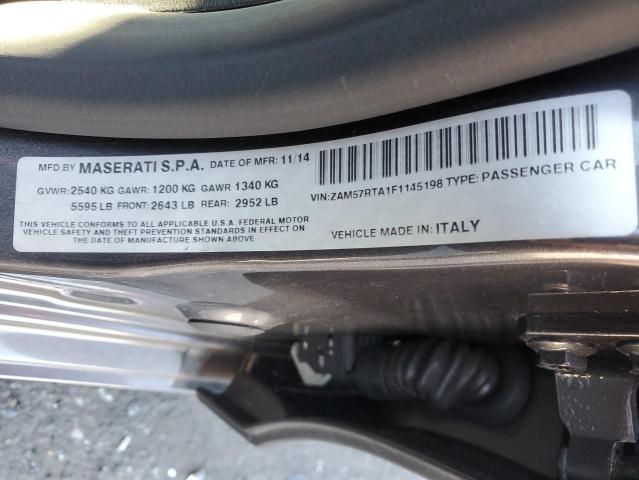 MFD BY MASERATI S.P.A. DATE OF MFR: 11/14
GVWR: 2540 KG GAWR: 1200 KG GAWR 1340 KG
5595 LB FRONT: 2643 LB REAR: 2952 LB
THIS VEHICLE CONFORMS TO ALL APPLICABLE U.S.A. FEDERAL MOTOR
VEHICLE SAFETY AND THEFT PREVENTION STANDARDS IN EFFECT ON
THE DATE OF MANUFACTURE SHOWN ABOVE
VIN:ZAM57RTA1F1145198 TYPE: PASSENGER CAR
VEHICLE MADE IN: ITALY